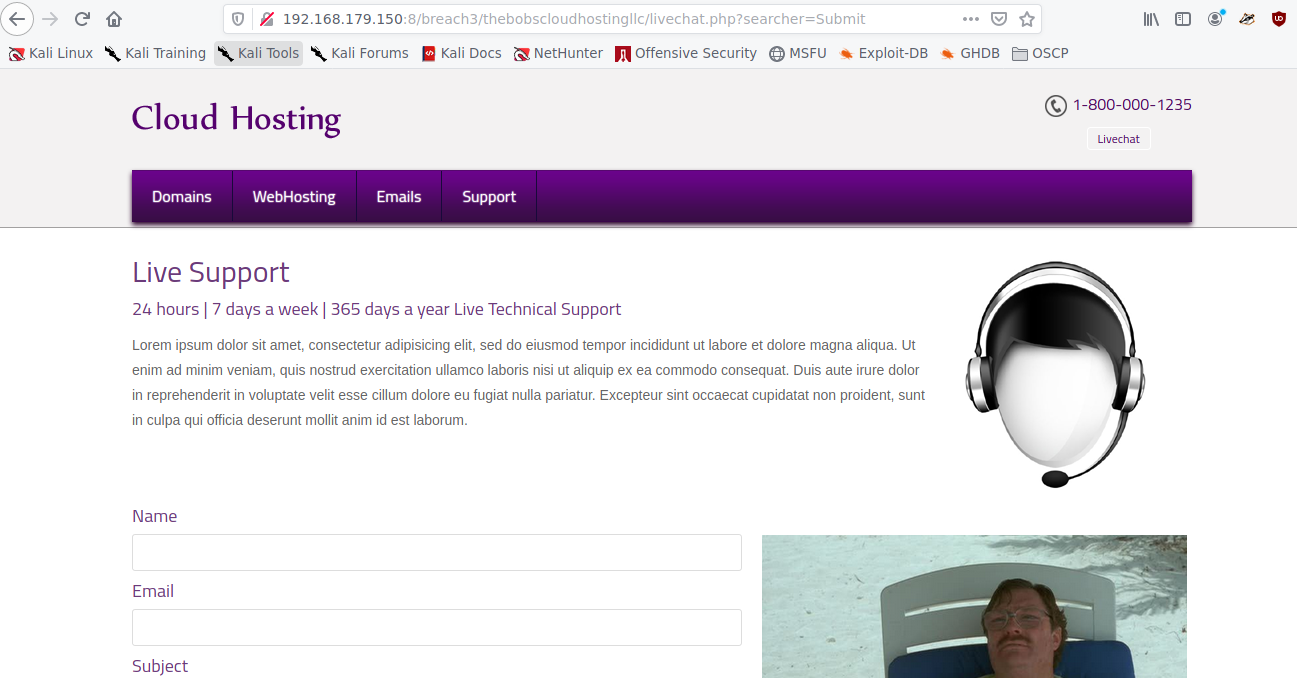 192.168.179.150:8/breach3/thebobscloudhostingllc/livechat.php?searcher=Submit
Kali Linux Kali Training Kali Tools Kali Forums Kali Docs NetHunter Offensive Security MSFU Exploit-DB GHDB OSCP
Cloud Hosting
1-800-000-1235
Livechat
Domains WebHosting Emails Support
Live Support
24 hours | 7 days a week | 365 days a year Live Technical Support
Lorem ipsum dolor sit amet, consectetur adipisicing elit, sed do eiusmod tempor incididunt ut labore et dolore magna aliqua. Ut
enim ad minim veniam, quis nostrud exercitation ullamco laboris nisi ut aliquip ex ea commodo consequat. Duis aute irure dolor
in reprehenderit in voluptate velit esse cillum dolore eu fugiat nulla pariatur. Excepteur sint occaecat cupidatat non proident, sunt
in culpa qui officia deserunt mollit anim id est laborum.
Name
Email
Subject